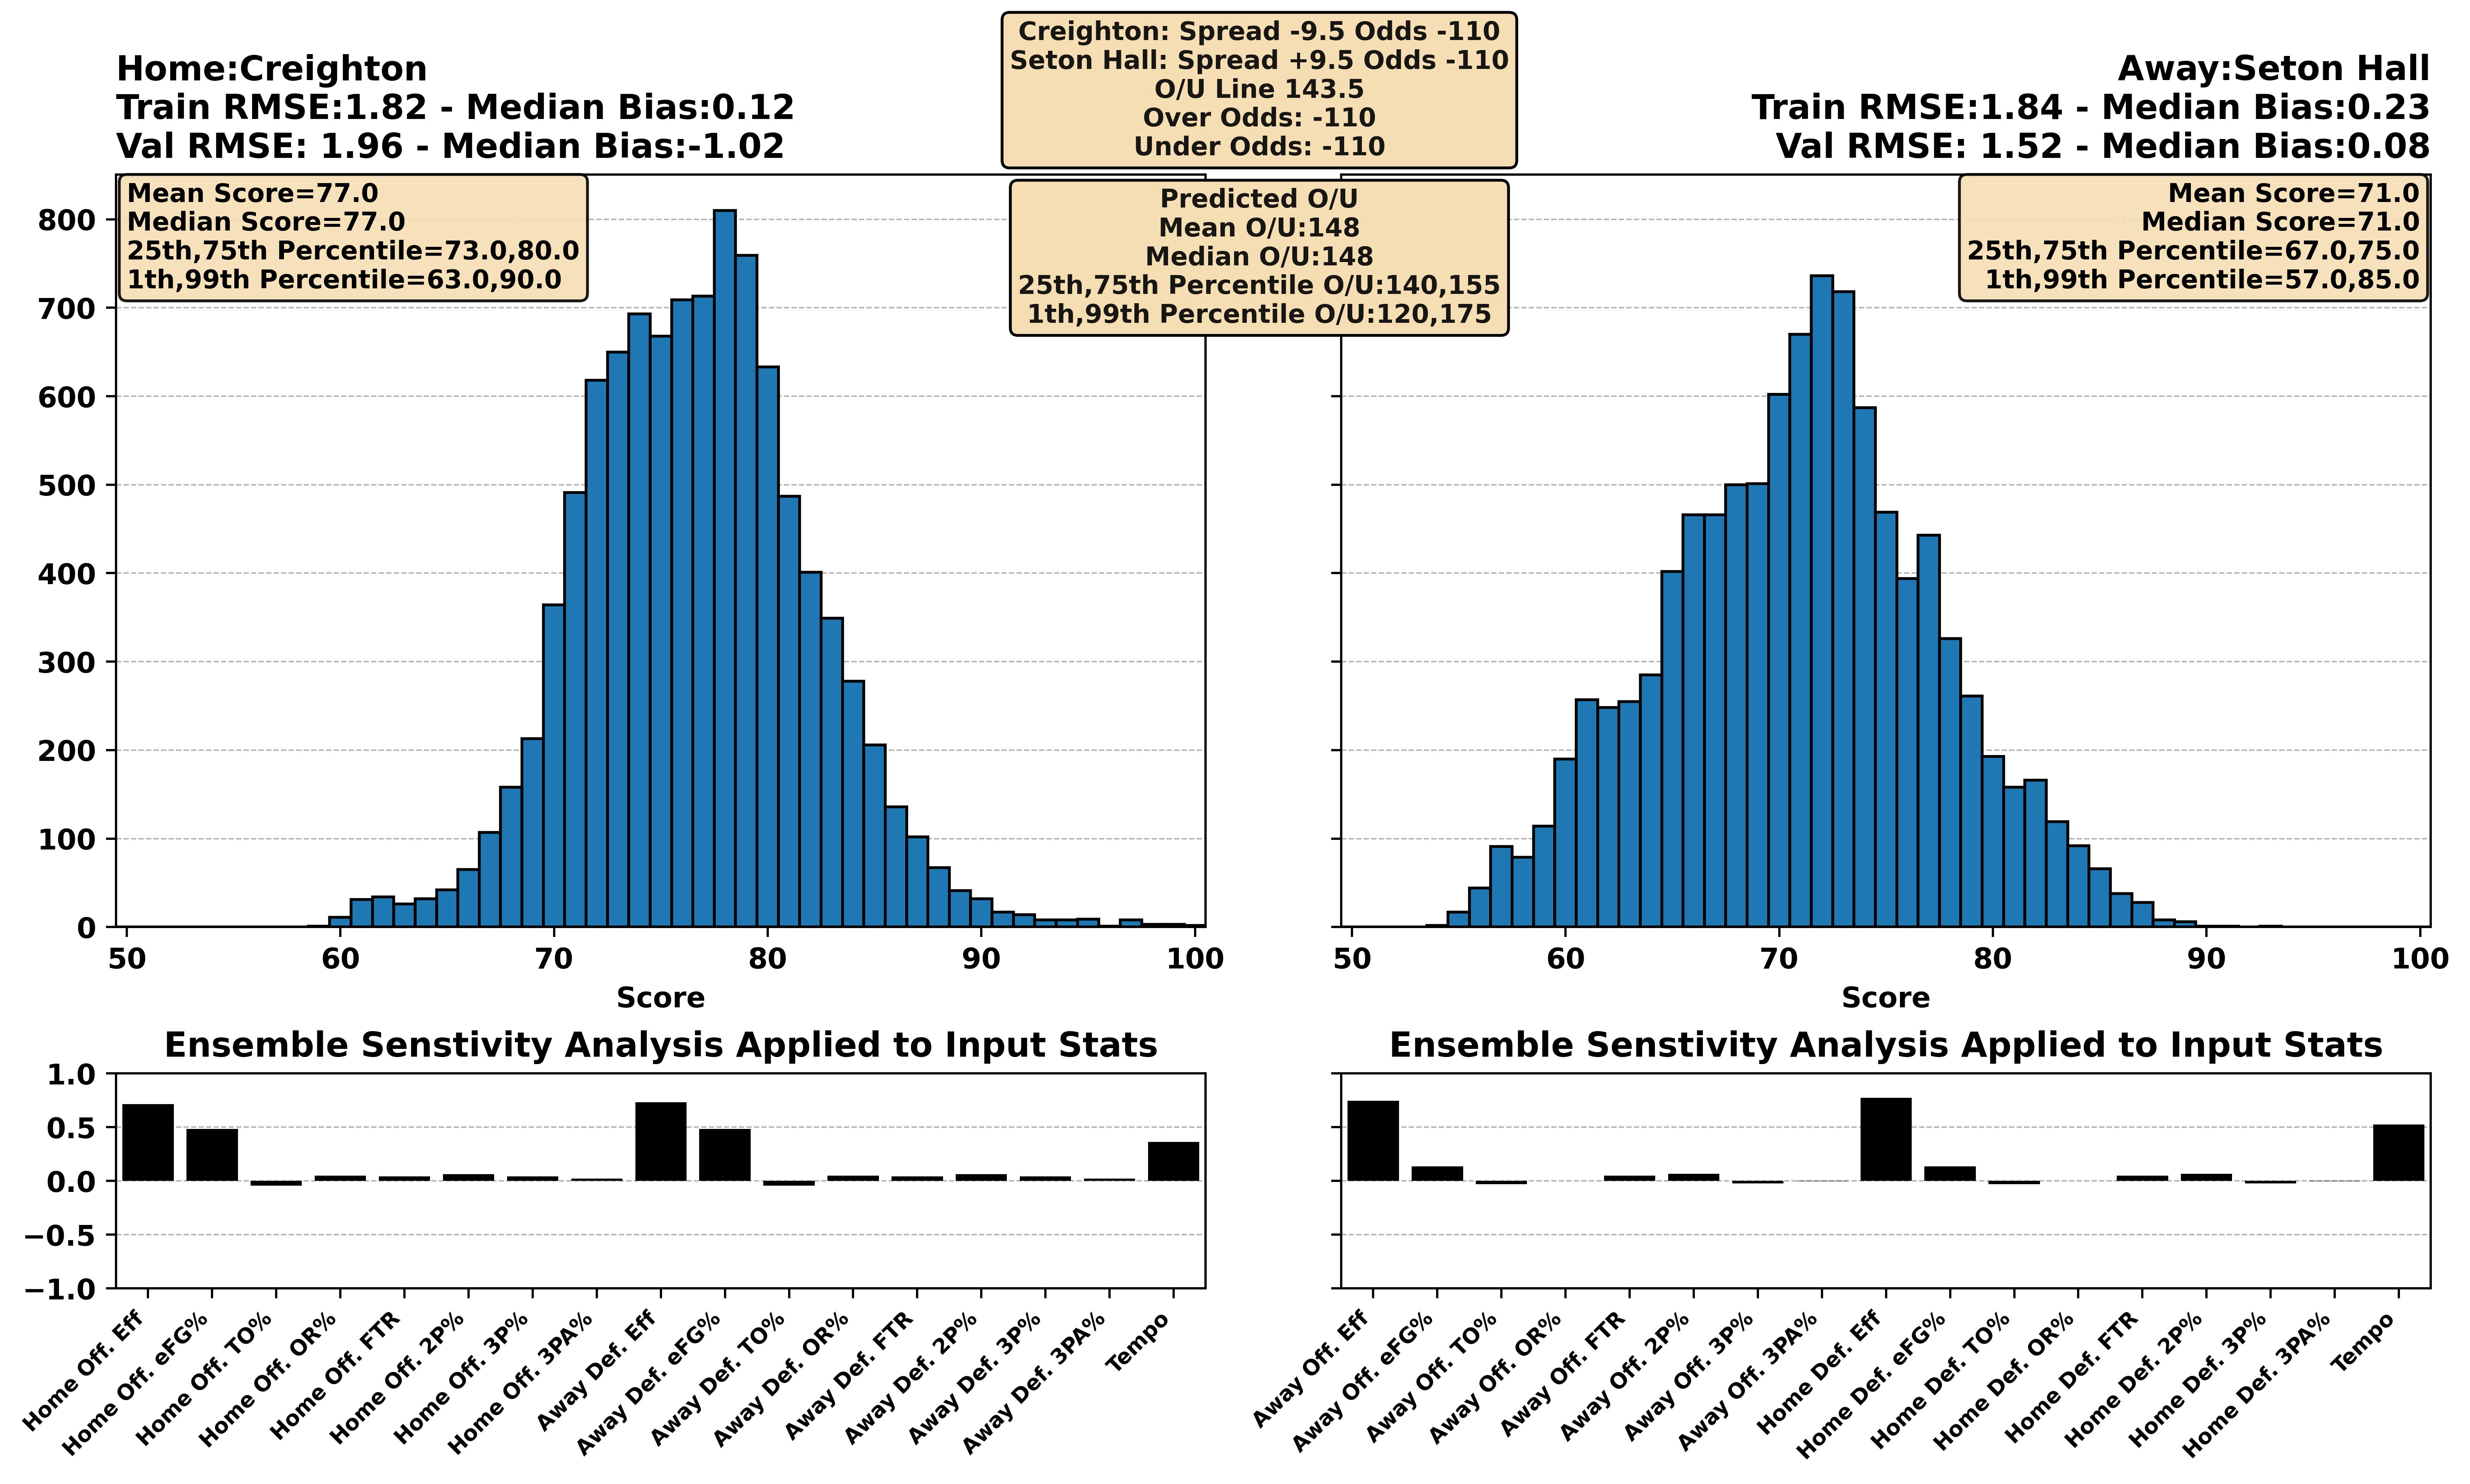 Creighton: Spread -9.5 Odds -110
Seton Hall: Spread +9.5 Odds -110
O/U Line 143.5
Over Odds: -110
Under Odds: -110
Home:Creighton
Train RMSE:1.82 - Median Bias:0.12
Val RMSE: 1.96 - Median Bias:-1.02
Away:Seton Hall
Train RMSE:1.84 - Median Bias:0.23
Val RMSE: 1.52 - Median Bias:0.08
Mean Score=77.0
Median Score=77.0
25th,75th Percentile=73.0,80.0
1th,99th Percentile=63.0,90.0
Predicted O/U
Mean O/U:148
Median O/U:148
25th,75th Percentile O/U:140,155
1th,99th Percentile O/U:120,175
Mean Score=71.0
Median Score=71.0
25th,75th Percentile=67.0,75.0
1th,99th Percentile=57.0,85.0
800
700
600
500
400
300
200
100
0
50 60 70 80 90 100
Score
50 60 70 80 90 100
Score
Ensemble Senstivity Analysis Applied to Input Stats
1.0
0.5
0.0
−0.5
−1.0
Home Off. Eff
Home Off. eFG%
Home Off. TO%
Home Off. OR%
Home Off. FTR
Home Off. 2P%
Home Off. 3P%
Home Off. 3PA%
Away Def. Eff
Away Def. eFG%
Away Def. TO%
Away Def. OR%
Away Def. FTR
Away Def. 2P%
Away Def. 3P%
Away Def. 3PA%
Tempo
Ensemble Senstivity Analysis Applied to Input Stats
Away Off. Eff
Away Off. eFG%
Away Off. TO%
Away Off. OR%
Away Off. FTR
Away Off. 2P%
Away Off. 3P%
Away Off. 3PA%
Home Def. Eff
Home Def. eFG%
Home Def. TO%
Home Def. OR%
Home Def. FTR
Home Def. 2P%
Home Def. 3P%
Home Def. 3PA%
Tempo